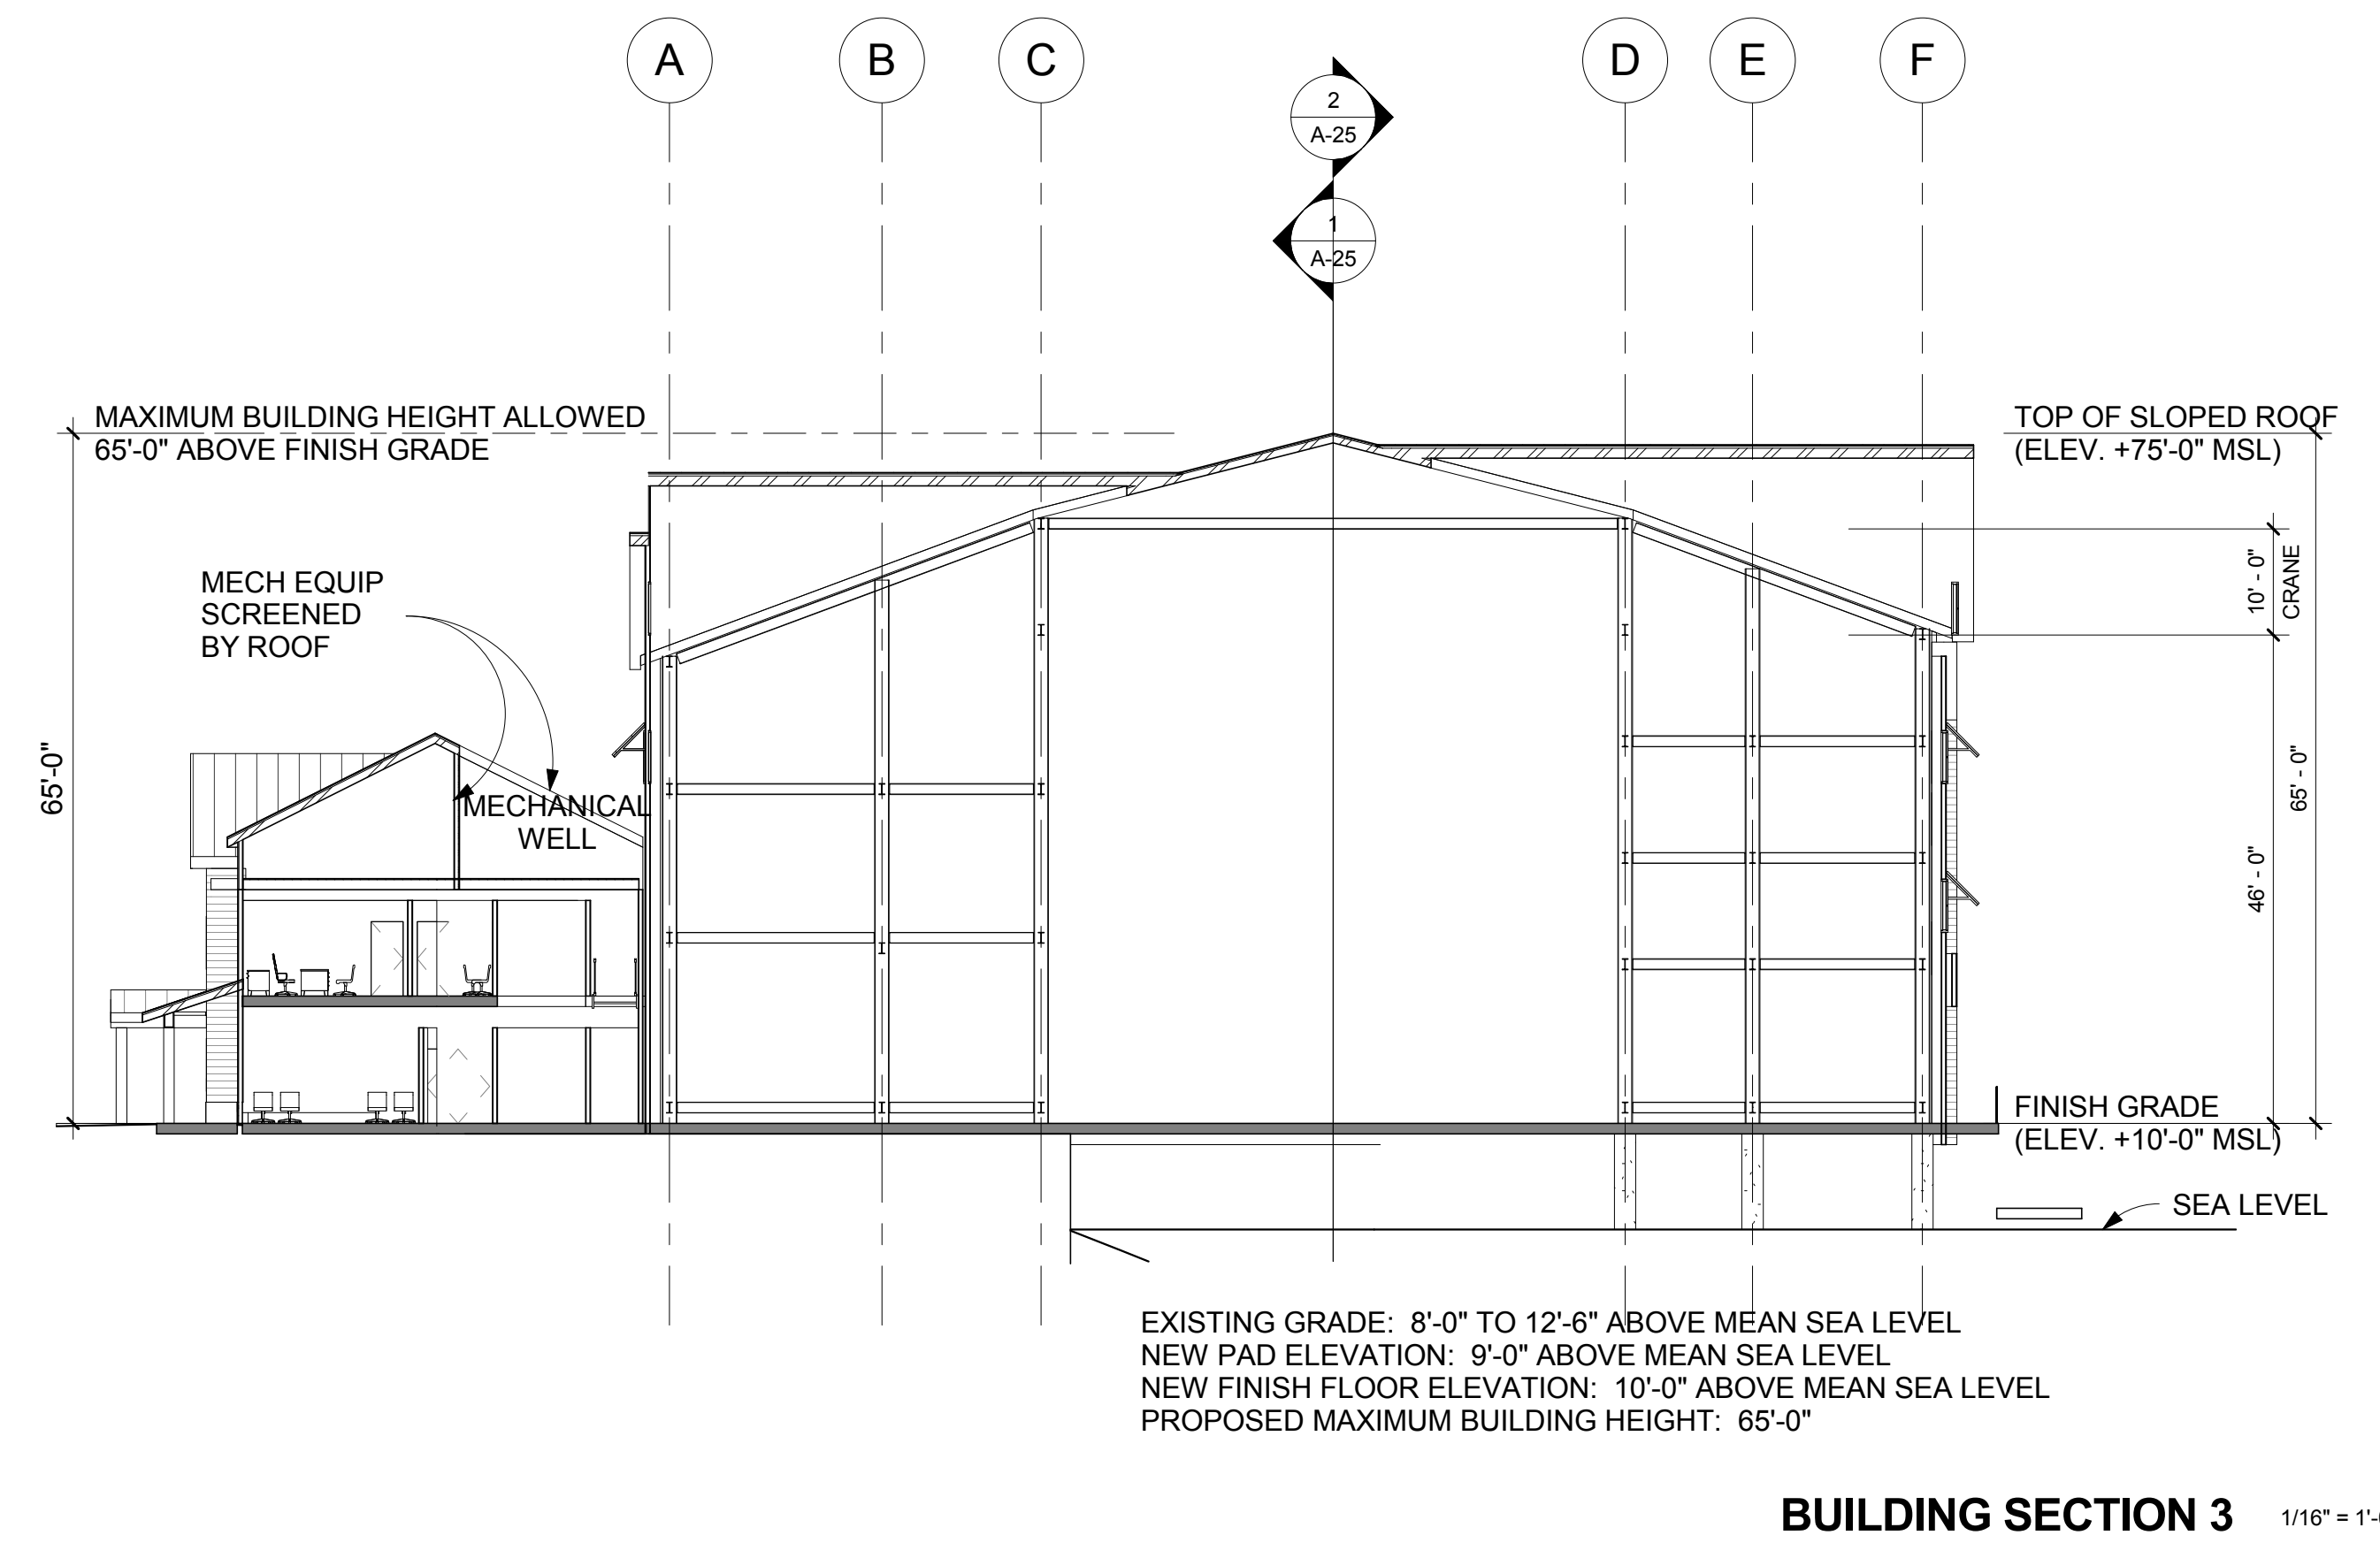 A B C D E F
2
A-25
1
A-25
MAXIMUM BUILDING HEIGHT ALLOWED
65'-0" ABOVE FINISH GRADE
TOP OF SLOPED ROOF
(ELEV. +75'-0" MSL)
MECH EQUIP
SCREENED
BY ROOF
10' - 0"
CRANE
65'-0"
65' - 0"
MECHANICAL
WELL
46' - 0"
FINISH GRADE
(ELEV. +10'-0" MSL)
SEA LEVEL
EXISTING GRADE: 8'-0" TO 12'-6" ABOVE MEAN SEA LEVEL
NEW PAD ELEVATION: 9'-0" ABOVE MEAN SEA LEVEL
NEW FINISH FLOOR ELEVATION: 10'-0" ABOVE MEAN SEA LEVEL
PROPOSED MAXIMUM BUILDING HEIGHT: 65'-0"
BUILDING SECTION 3
1/16" = 1'-